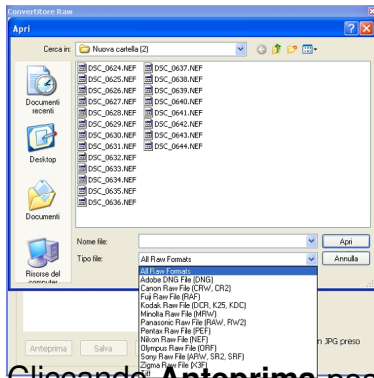 Convertitore Raw
Apri
Cerca in:
Nuova cartella (2)
DSC_0624.NEF
DSC_0625.NEF
DSC_0626.NEF
DSC_0627.NEF
DSC_0628.NEF
DSC_0629.NEF
DSC_0630.NEF
DSC_0631.NEF
DSC_0632.NEF
DSC_0633.NEF
DSC_0634.NEF
DSC_0635.NEF
DSC_0636.NEF
DSC_0637.NEF
DSC_0638.NEF
DSC_0639.NEF
DSC_0640.NEF
DSC_0641.NEF
DSC_0642.NEF
DSC_0643.NEF
DSC_0644.NEF
Documenti
recenti
Desktop
Documenti
Risorse del
computer
Nome file:
Apri
Tipo file:
All Raw Formats
Annulla
All Raw Formats
Adobe DNG File (DNG)
Canon Raw File (CRW, CR2)
Fuji Raw File (RAF)
Kodak Raw File (DCR, K25, KDC)
Minolta Raw File (MRW)
Panasonic Raw File (RAW, RW2)
Pentax Raw File (PEF)
Nikon Raw File (NEF)
Olympus Raw File (ORF)
Sony Raw File (ARW, SR2, SRF)
Zigma Raw File (X3F)
Tiff
Anteprima
Salva
n JPG preso
Cliccando Anteprima